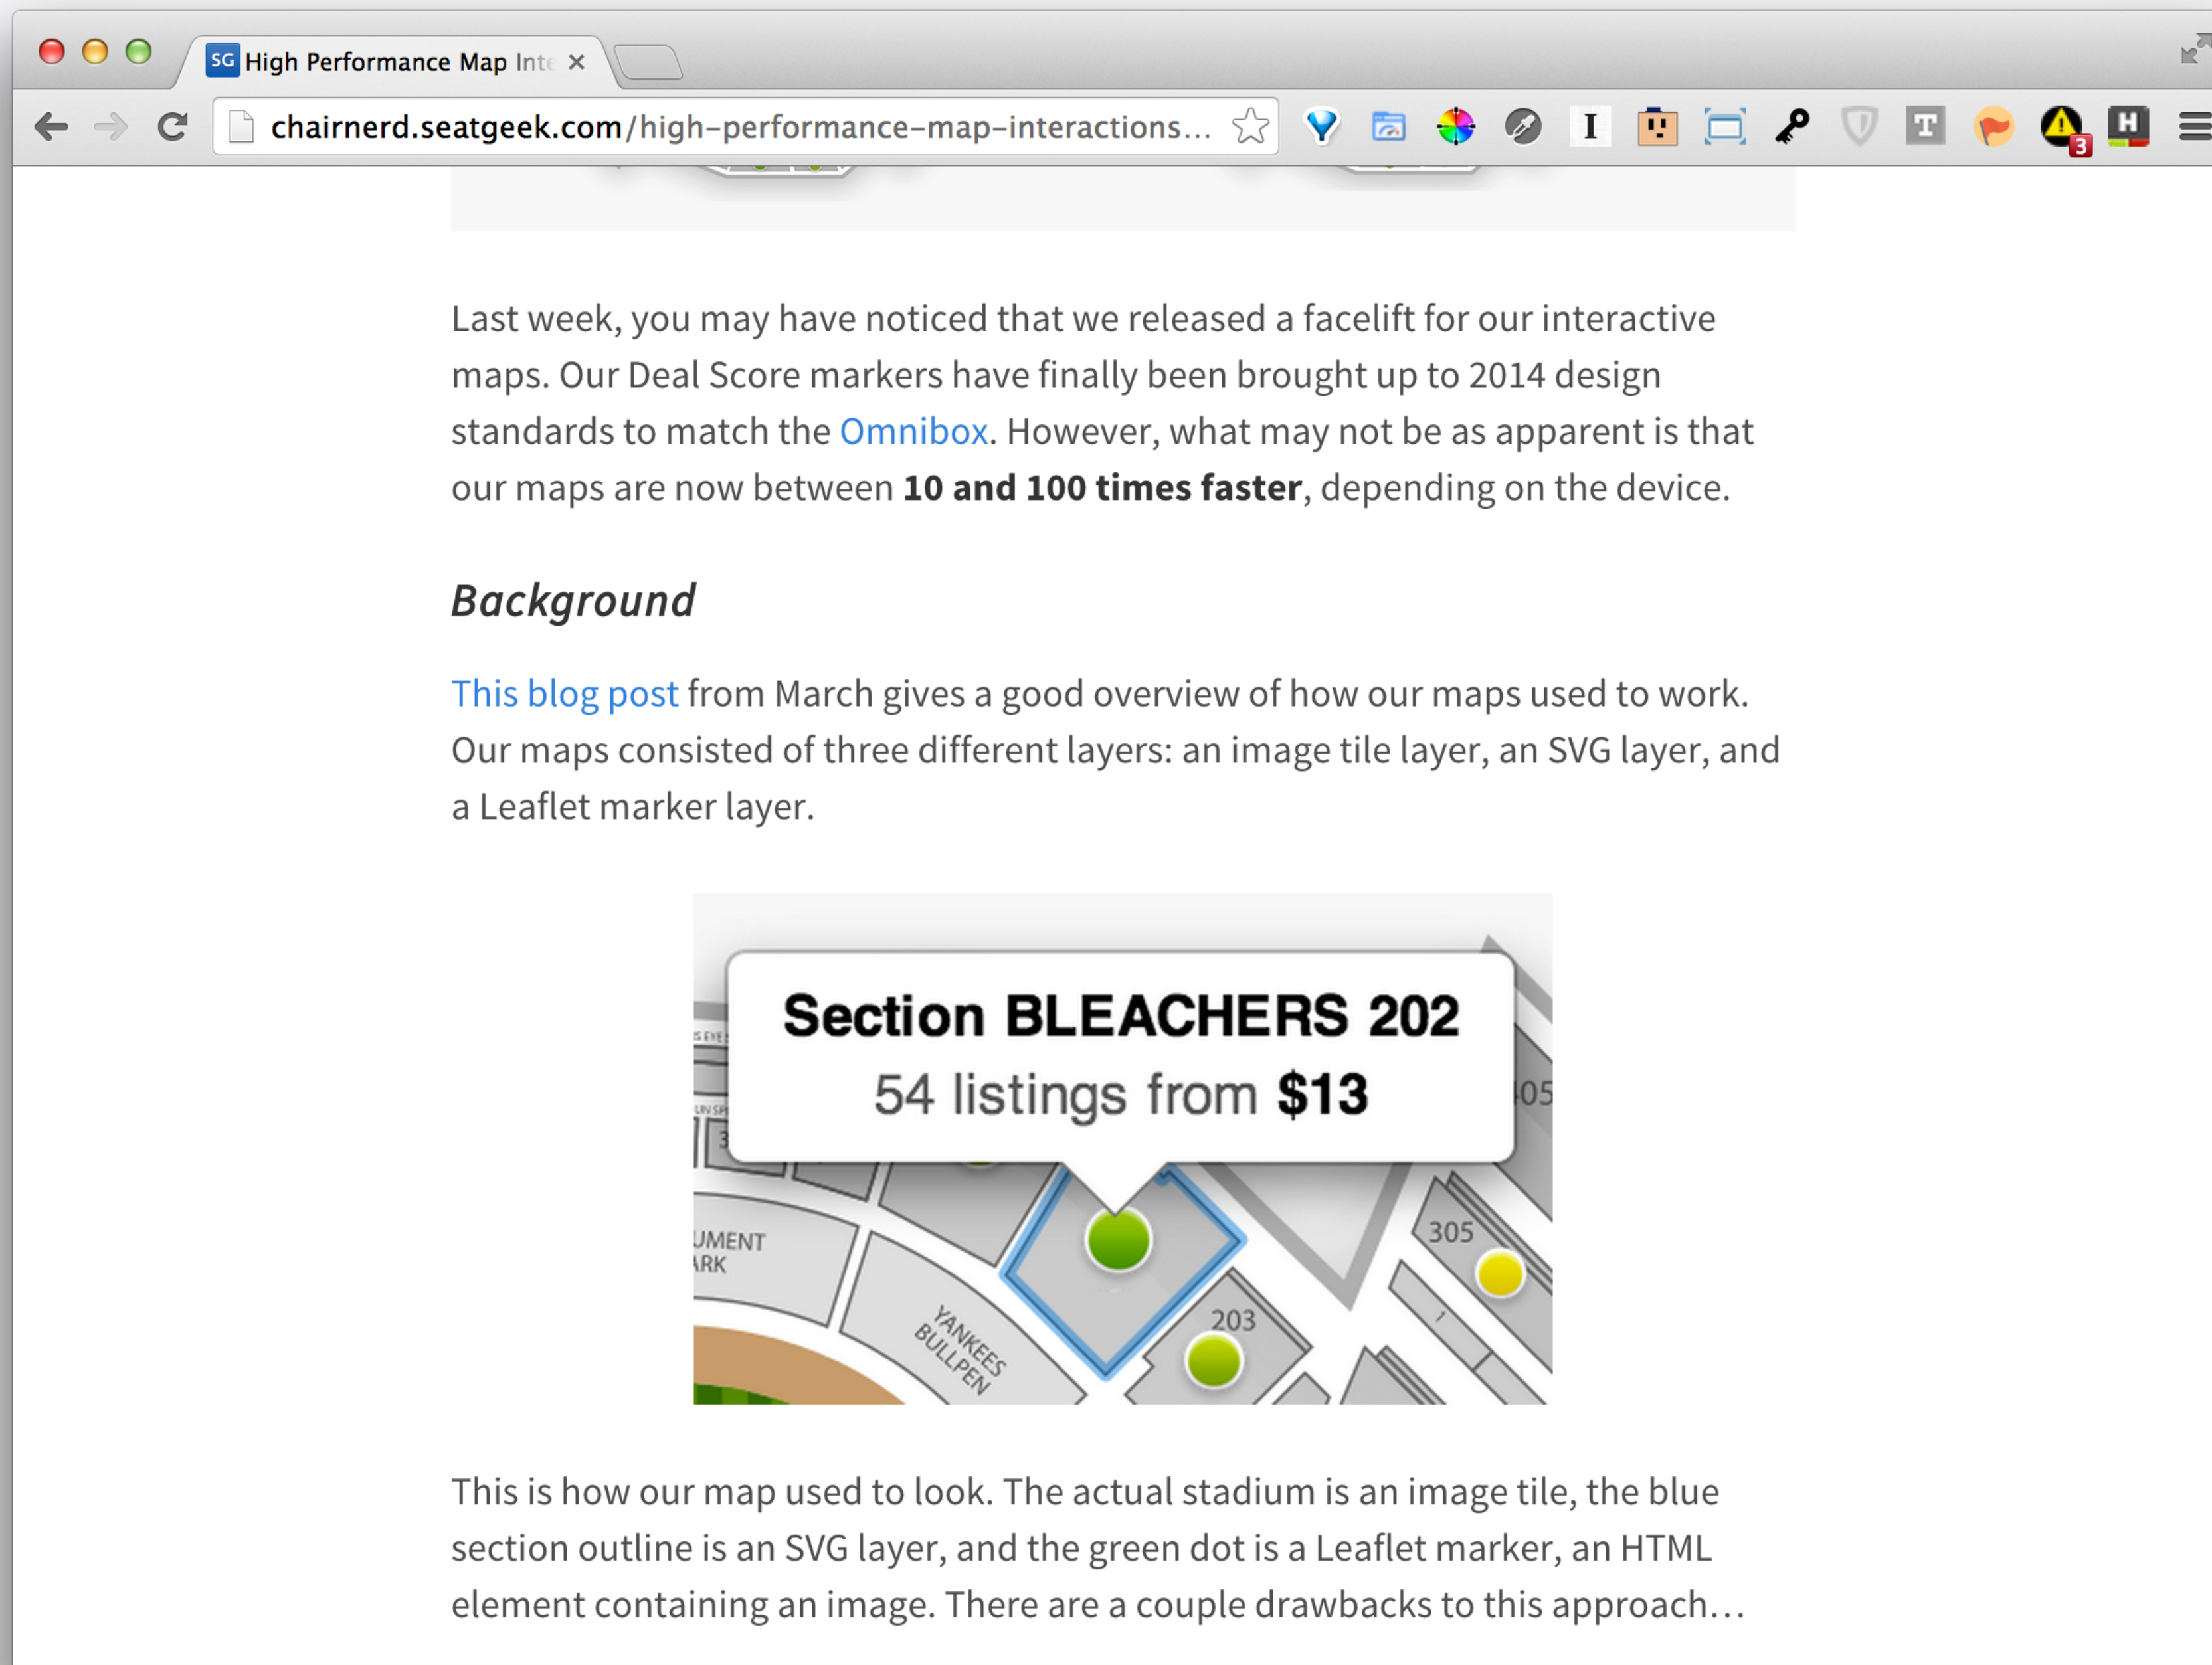 SG High Performance Map Inte
chairnerd.seatgeek.com/high-performance-map-interactions...
I
T
3
H
Last week, you may have noticed that we released a facelift for our interactive
maps. Our Deal Score markers have finally been brought up to 2014 design
standards to match the Omnibox. However, what may not be as apparent is that
our maps are now between 10 and 100 times faster, depending on the device.
Background
This blog post from March gives a good overview of how our maps used to work.
Our maps consisted of three different layers: an image tile layer, an SVG layer, and
a Leaflet marker layer.
Section BLEACHERS 202
54 listings from $13
UMENT
ARK
YANKEES
BULLPEN
203
305
1
This is how our map used to look. The actual stadium is an image tile, the blue
section outline is an SVG layer, and the green dot is a Leaflet marker, an HTML
element containing an image. There are a couple drawbacks to this approach…